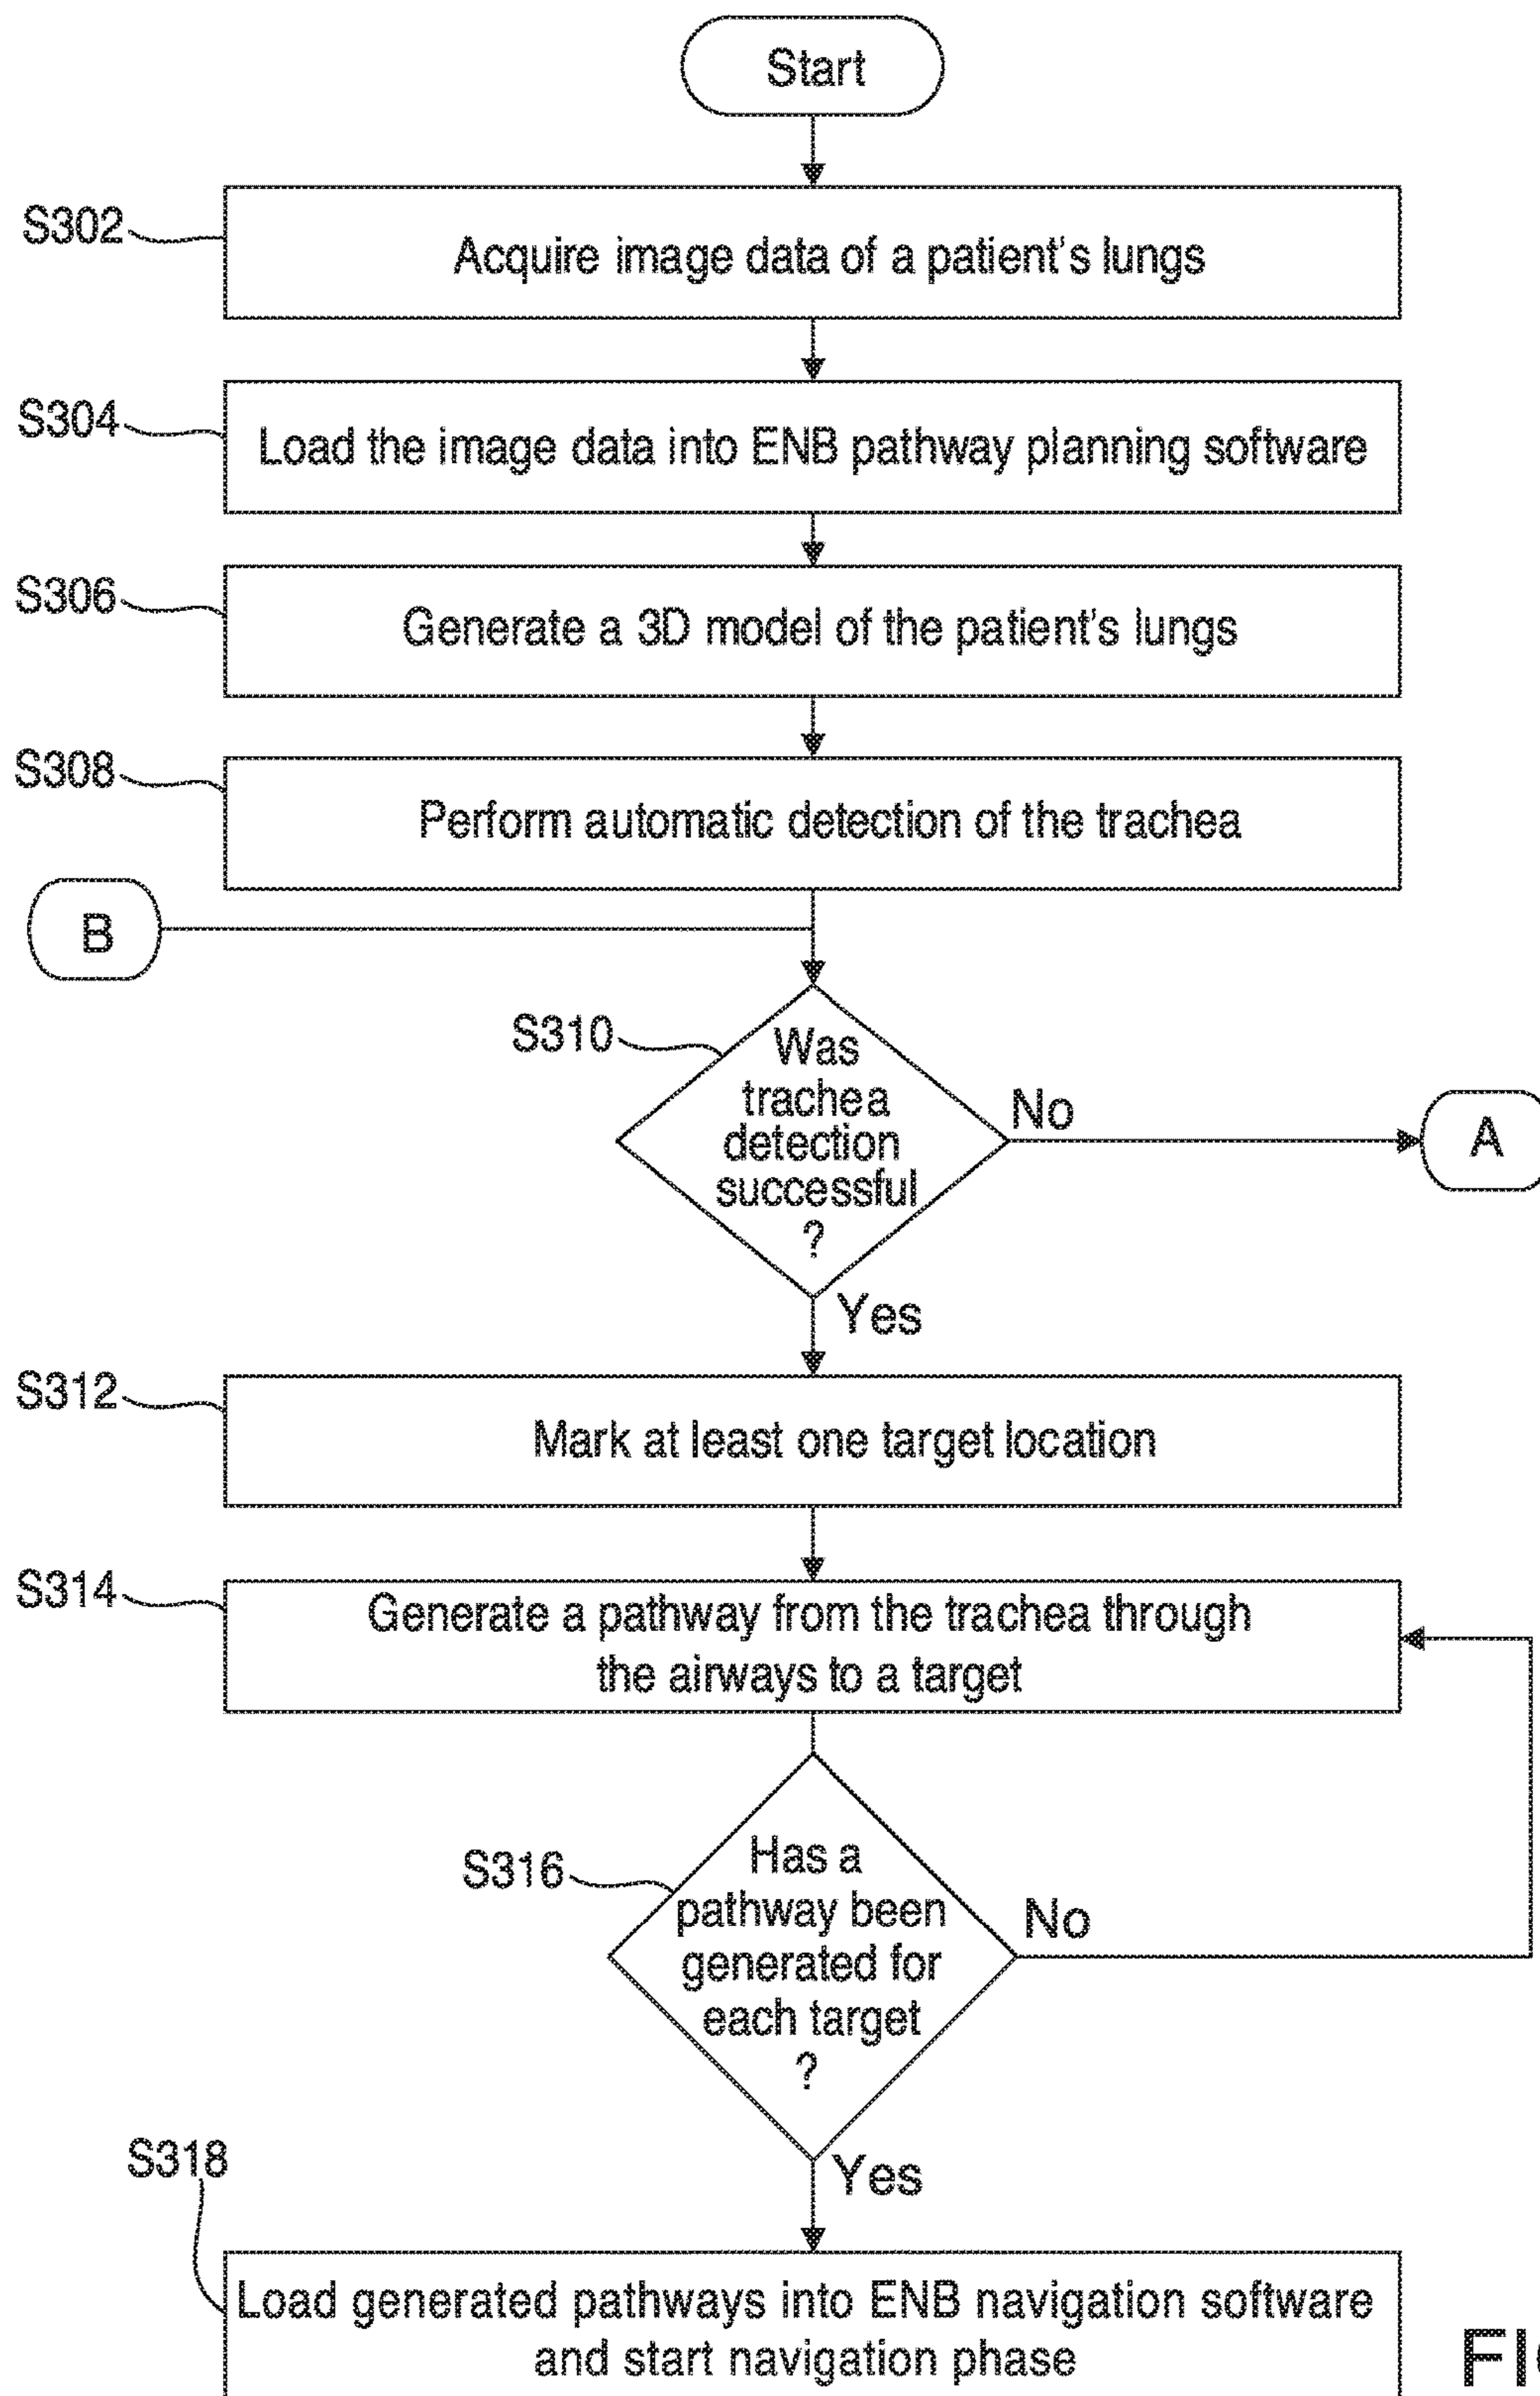 Start
S302
Acquire image data of a patient's lungs
S304
Load the image data into ENB pathway planning software
S306
Generate a 3D model of the patient's lungs
S308
Perform automatic detection of the trachea
B
S310
Was
trachea
detection
successful
?
No
A
Yes
S312
Mark at least one target location
S314
Generate a pathway from the trachea through
the airways to a target
S316
Has a
pathway been
generated for
each target
?
No
Yes
S318
Load generated pathways into ENB navigation software
and start navigation phase